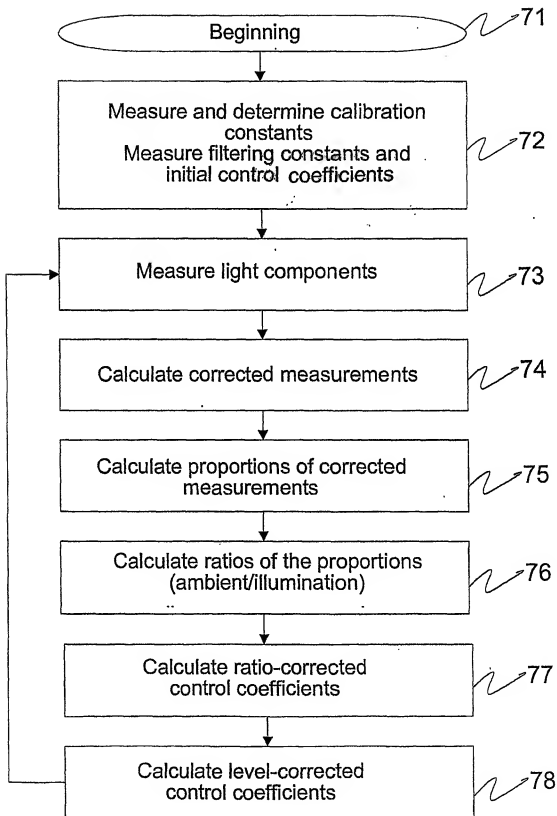 Beginning
71
Measure and determine calibration
constants
Measure filtering constants and
initial control coefficients
72
Measure light components
73
Calculate corrected measurements
74
Calculate proportions of corrected
measurements
75
Calculate ratios of the proportions
(ambient/illumination)
76
Calculate ratio-corrected
control coefficients
77
Calculate level-corrected
control coefficients
78